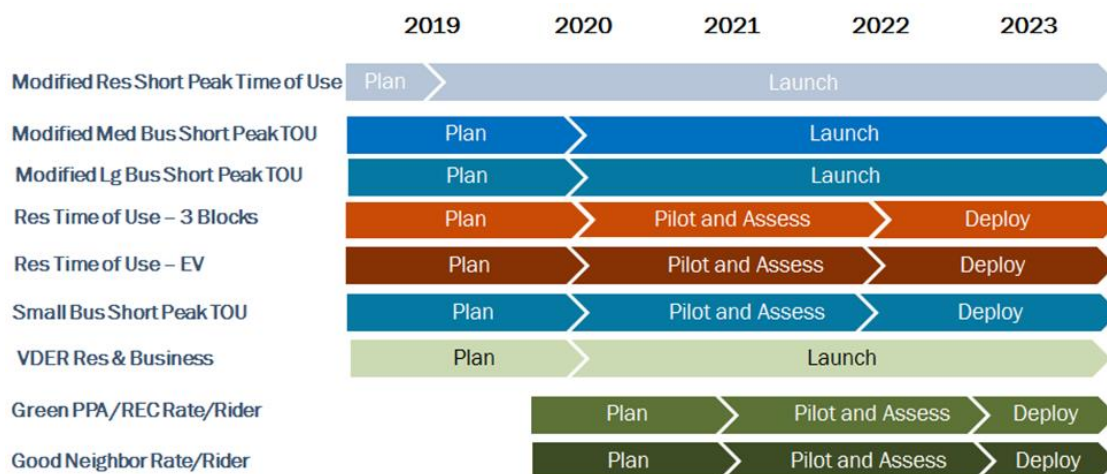 2019 2020 2021 2022 2023
Modified Res Short Peak Time of Use Plan Launch
Modified Med Bus Short Peak TOU Plan Launch
Modified Lg Bus Short Peak TOU Plan Launch
Res Time of Use – 3 Blocks Plan Pilot and Assess Deploy
Res Time of Use – EV Plan Pilot and Assess Deploy
Small Bus Short Peak TOU Plan Pilot and Assess Deploy
VDER Res & Business Plan Launch
Green PPA/REC Rate/Rider Plan Pilot and Assess Deploy
Good Neighbor Rate/Rider Plan Pilot and Assess Deploy